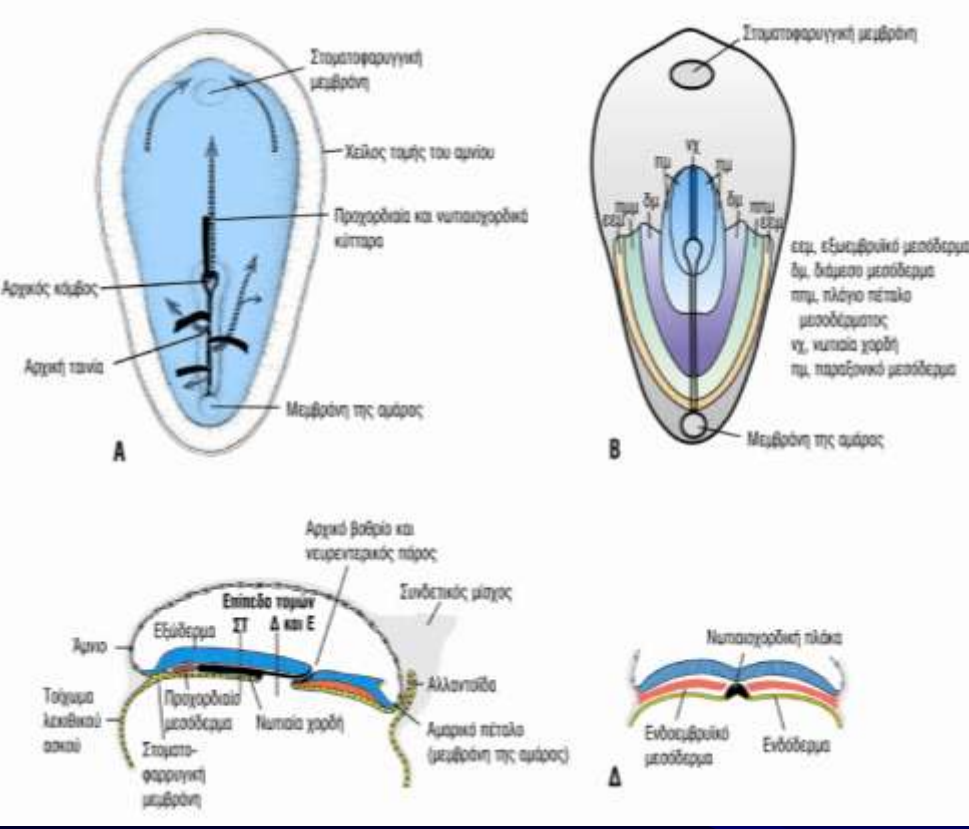 Στοματοφαρυγγική
μεμβράνη
Χείλος τομής του αμνίου
Προχορδιαία και νωτιαιοχορδικά
κύτταρα
Αρχικός κόμβος
Αρχική ταινία
Μεμβράνη της αμάρας
Α
Στοματοφαρυγγική μεμβράνη
νχ
πμ
πμ
δμ
δμ
ππμ
ππμ
εεμ
εεμ
εεμ, εξωεμβρυϊκό μεσόδερμα
δμ, διάμεσο μεσόδερμα
ππμ, πλάγιο πέταλο
μεσοδέρματος
νχ, νωτιαία χορδή
πμ, παραξονικό μεσόδερμα
Μεμβράνη της αμάρας
Β
Αρχικό βοθρίο και
νευρεντερικός πόρος
Συνδετικός μίσχος
Επίπεδα τομών
ΣΤ
Δ και Ε
Εξώδερμα
Άμνιο
Τοίχωμα
λεκιθικού
ασκού
Προχορδιαίο
μεσόδερμα
Νωτιαία χορδή
Στοματο-
φαρρυγική
μεμβράνη
Αλλαντοΐδα
Αμαρικό πέταλο
(μεμβράνη της αμάρας)
Νωτιαιοχορδική πλάκα
Ενδοεμβρυϊκό
μεσόδερμα
Ενδόδερμα
Δ